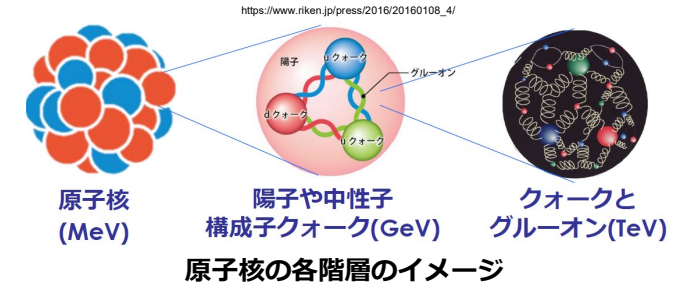 https://www.riken.jp/press/2016/20160108_4/
陽子
uクォーク
グルーオン
dクォーク
uクォーク
原子核
(MeV)
陽子や中性子
構成子クォーク(GeV)
クォークと
グルーオン(TeV)
原子核の各階層のイメージ